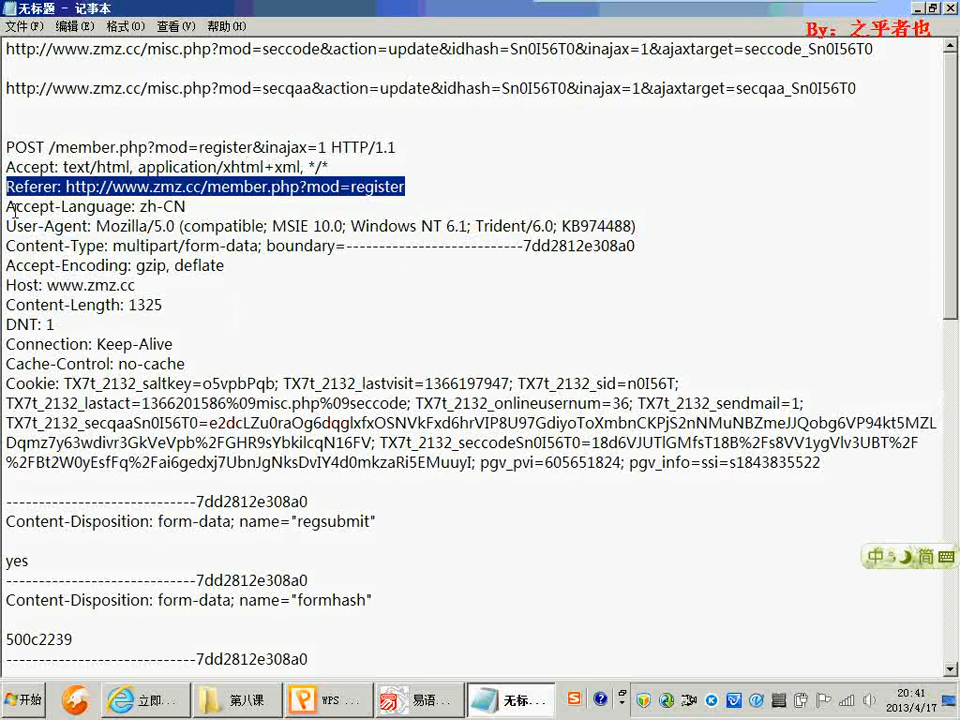 无标题 - 记事本
文件(F) 编辑(E) 格式(O) 查看(V) 帮助(H)
By：之乎者也
http://www.zmz.cc/misc.php?mod=seccode&action=update&idhash=Sn0I56T0&inajax=1&ajaxtarget=seccode_Sn0I56T0
http://www.zmz.cc/misc.php?mod=secqaa&action=update&idhash=Sn0I56T0&inajax=1&ajaxtarget=secqaa_Sn0I56T0
POST /member.php?mod=register&inajax=1 HTTP/1.1
Accept: text/html, application/xhtml+xml, */*
Referer: http://www.zmz.cc/member.php?mod=register
Accept-Language: zh-CN
User-Agent: Mozilla/5.0 (compatible; MSIE 10.0; Windows NT 6.1; Trident/6.0; KB974488)
Content-Type: multipart/form-data; boundary=---------------------------7dd2812e308a0
Accept-Encoding: gzip, deflate
Host: www.zmz.cc
Content-Length: 1325
DNT: 1
Connection: Keep-Alive
Cache-Control: no-cache
Cookie: TX7t_2132_saltkey=o5vpbPqb; TX7t_2132_lastvisit=1366197947; TX7t_2132_sid=n0I56T;
TX7t_2132_lastact=1366201586%09misc.php%09seccode; TX7t_2132_onlineusernum=36; TX7t_2132_sendmail=1;
TX7t_2132_secqaaSn0I56T0=e2dcLZu0raOg6dqglxfxOSNVkFxd6hrVIP8U97GdiyoToXmbnCKPjS2nNMuNBZmeJJQobg6VP94kt5MZL
Dqmz7y63wdivr3GkVeVpb%2FGHR9sYbkilcqN16FV; TX7t_2132_seccodeSn0I56T0=18d6VJUTlGMfsT18B%2Fs8VV1ygVlv3UBT%2F
%2FBt2W0yEsfFq%2Fai6gedxj7UbnJgNksDvIY4d0mkzaRi5EMuuyI; pgv_pvi=605651824; pgv_info=ssi=s1843835522
-----------------------------7dd2812e308a0
Content-Disposition: form-data; name="regsubmit"
yes
-----------------------------7dd2812e308a0
Content-Disposition: form-data; name="formhash"
500c2239
-----------------------------7dd2812e308a0
中 简
开始 立即... 第八课 WPS ... 易语... 无标... 20:41
2013/4/17